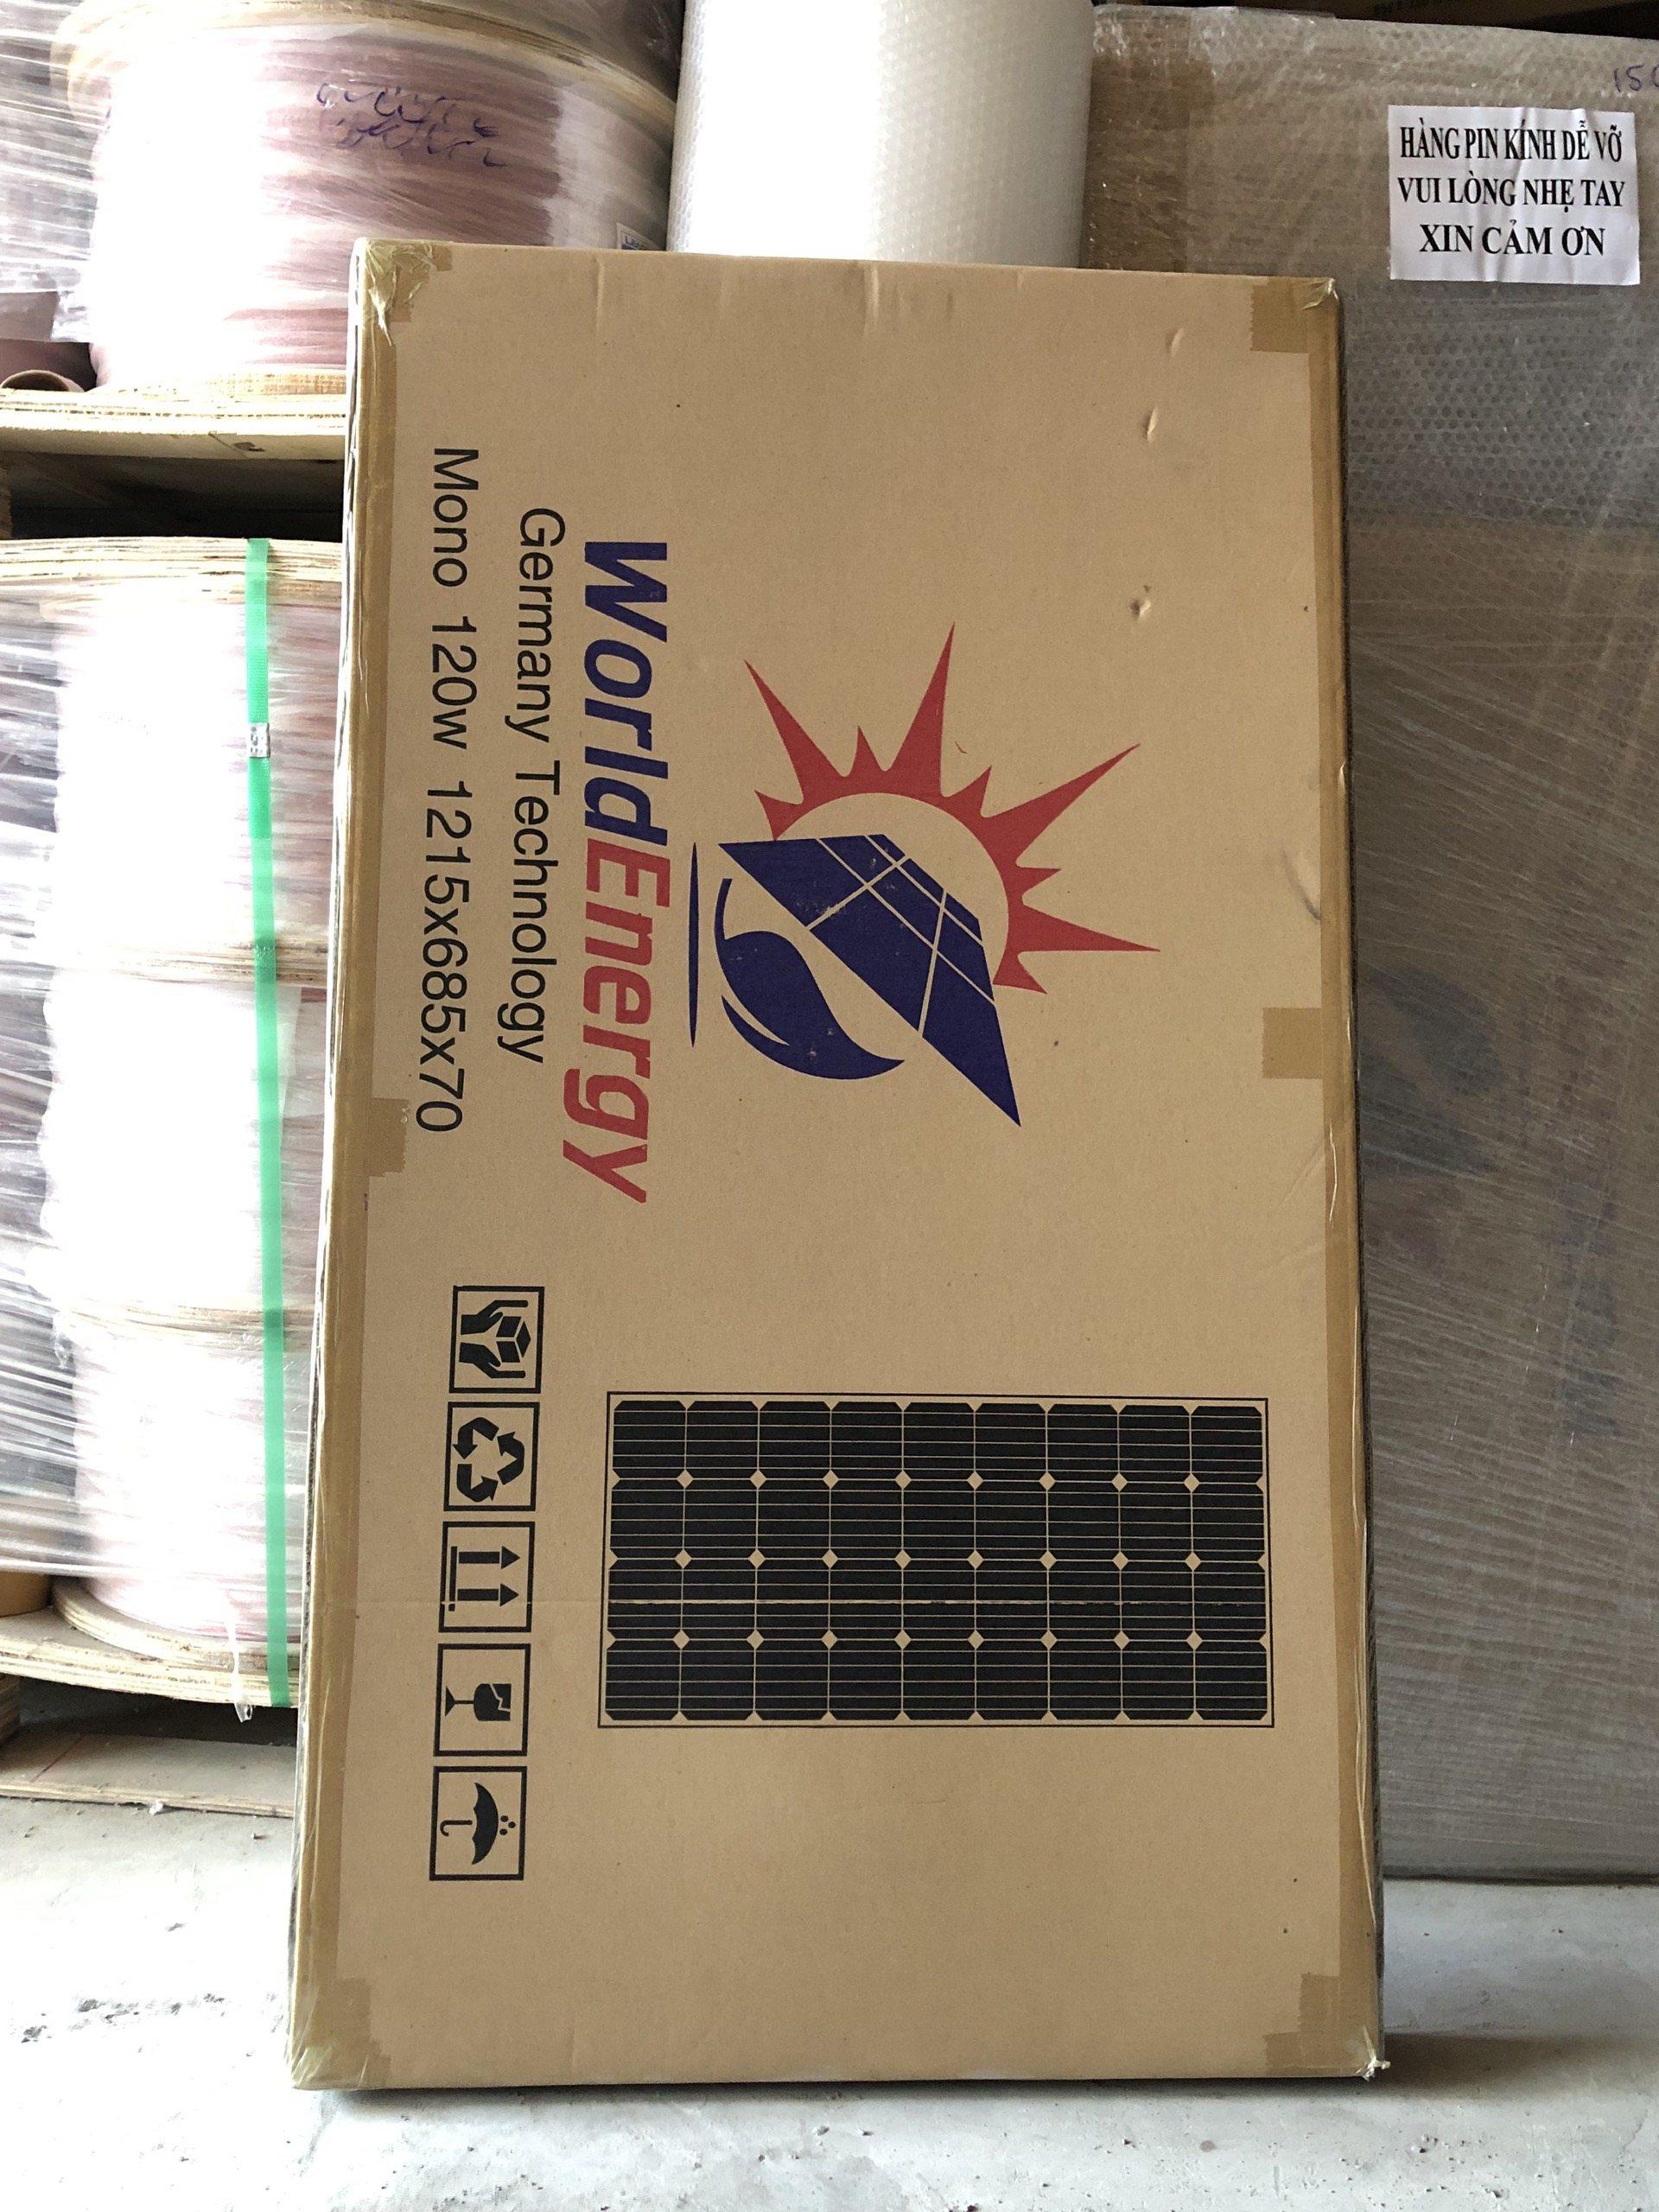 WorldEnergy
Germany Technology
Mono 120w 1215x685x70
HÀNG PIN KÍNH DỄ VỠ
VUI LÒNG NHẸ TAY
XIN CẢM ƠN